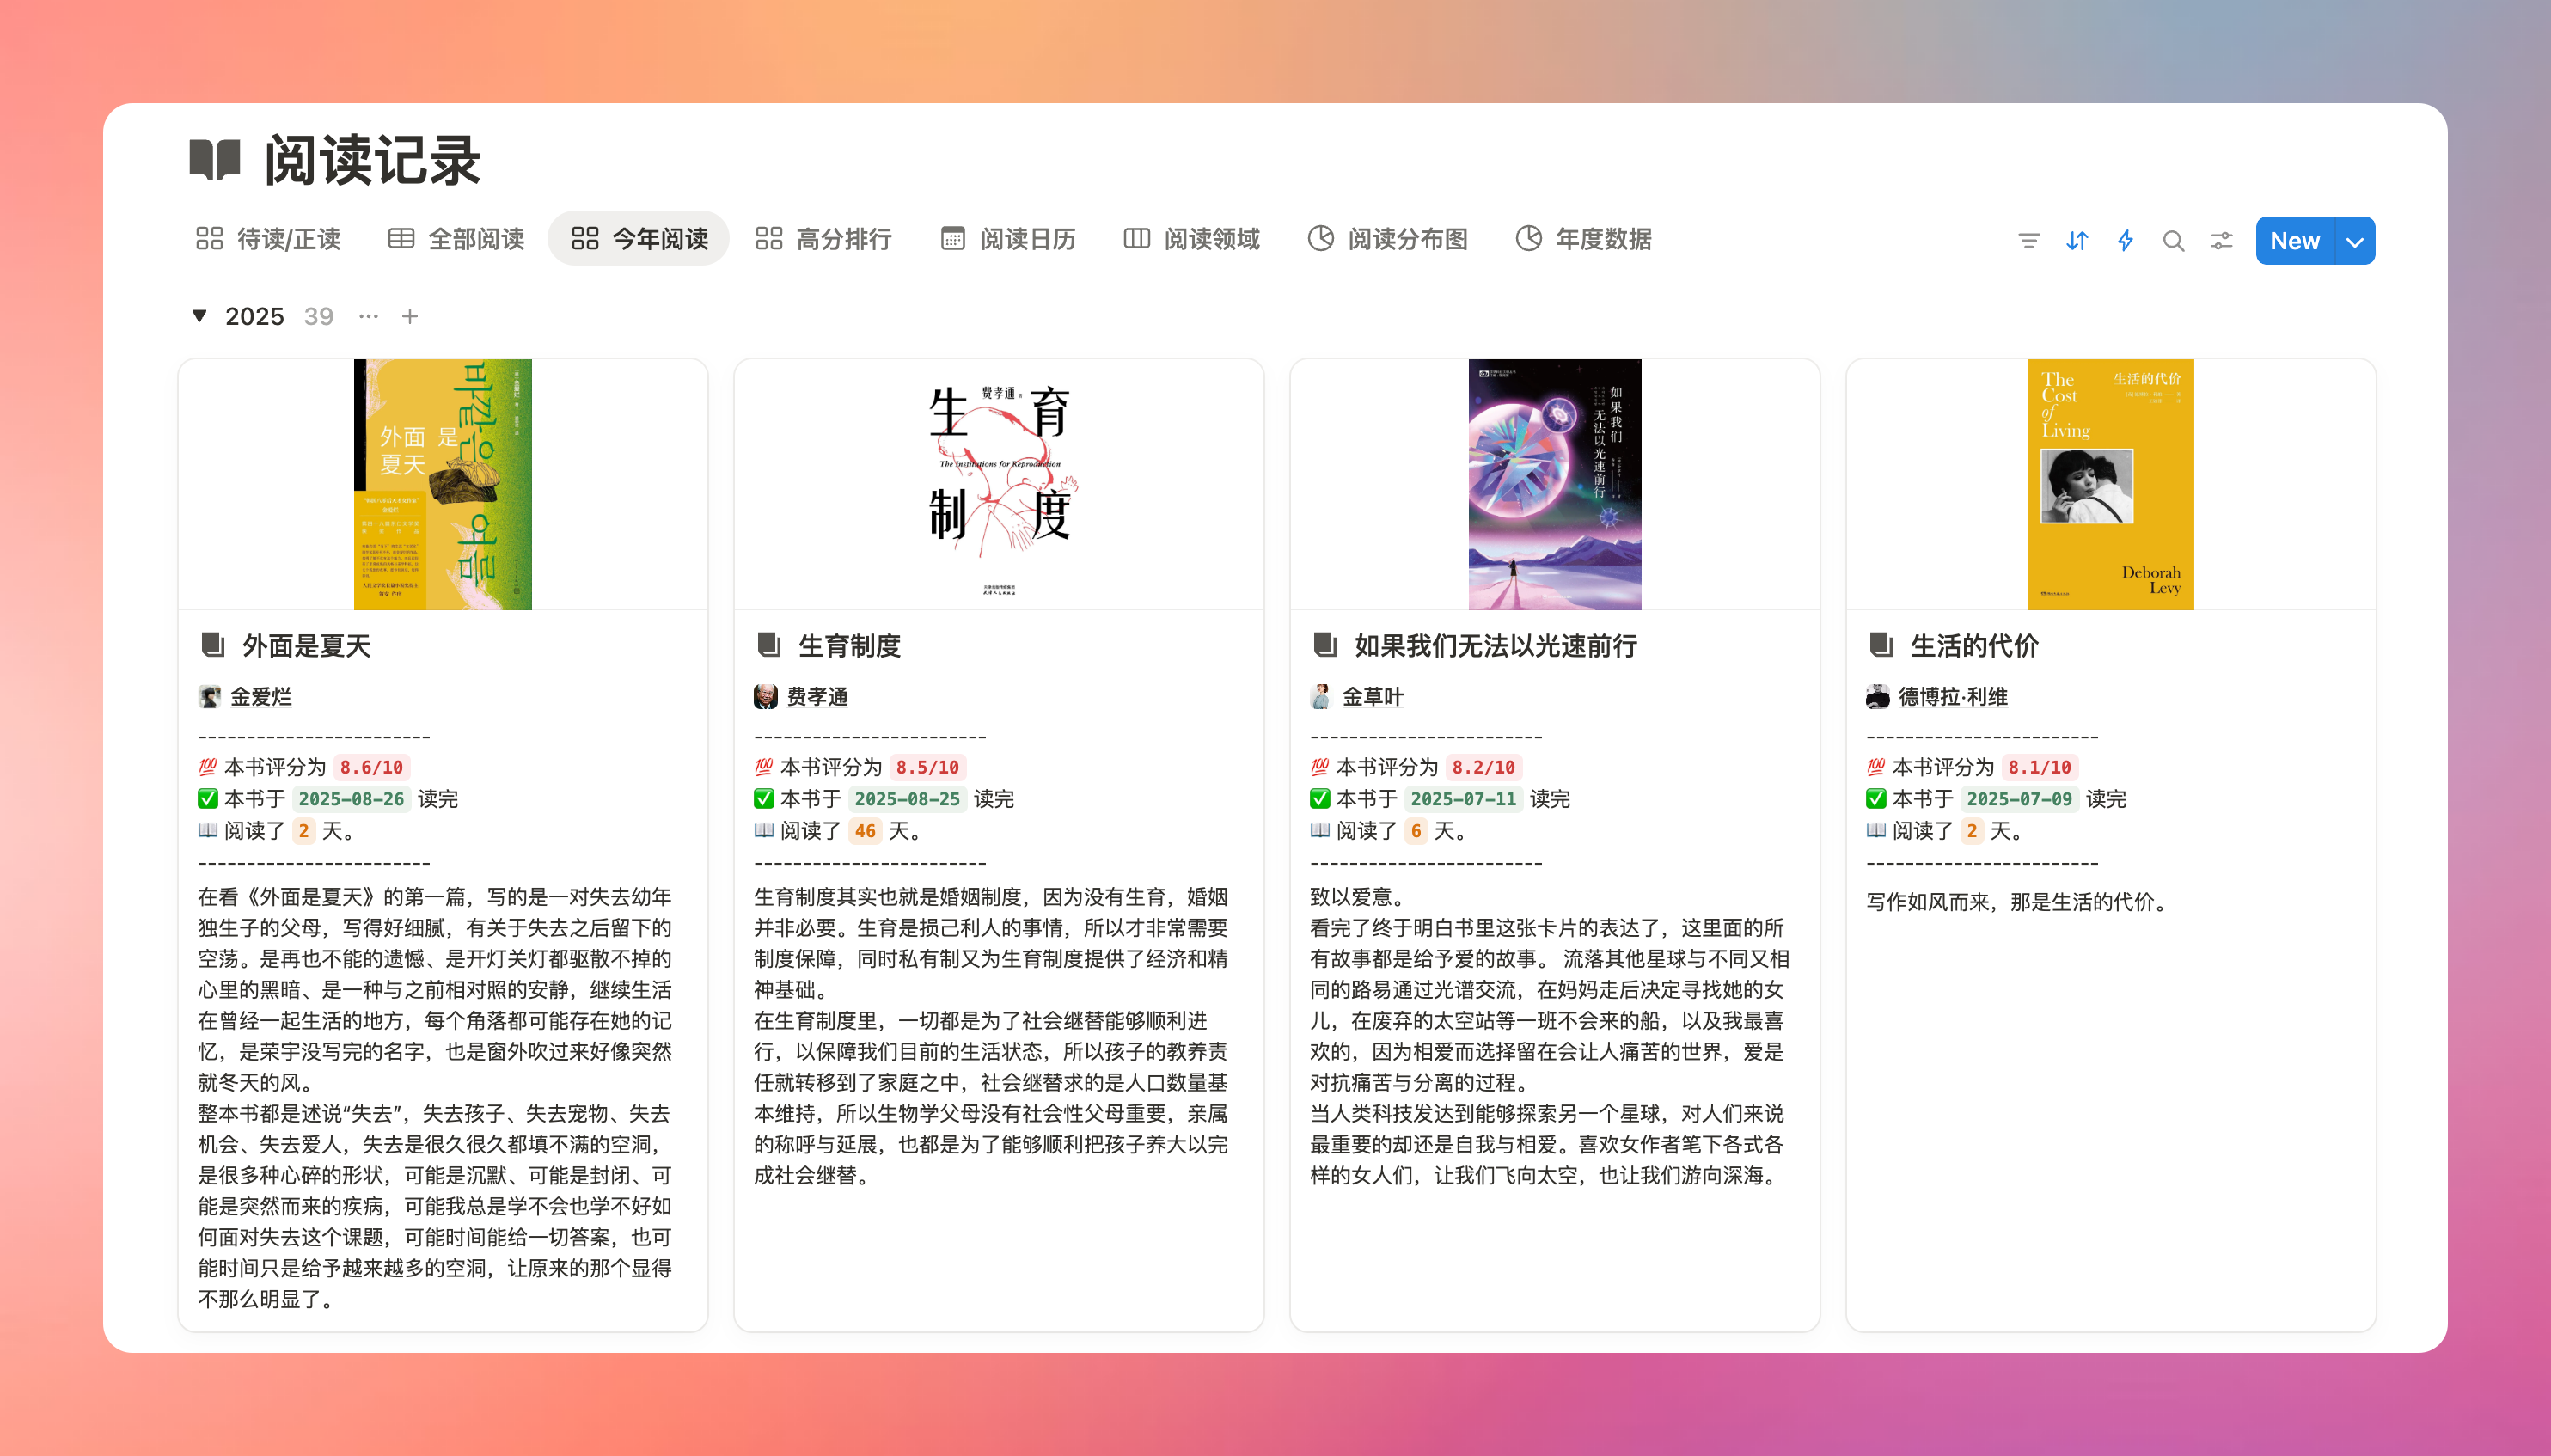 阅读记录
待读/正读
全部阅读
今年阅读
高分排行
阅读日历
阅读领域
阅读分布图
年度数据
New
2025 39 ··· +
外面 是
夏天
바깥은
여름
外面是夏天
金爱烂
------------------------
💯 本书评分为 8.6/10
✅ 本书于 2025-08-26 读完
📖 阅读了 2 天。
------------------------
在看《外面是夏天》的第一篇，写的是一对失去幼年
独生子的父母，写得好细腻，有关于失去之后留下的
空荡。是再也不能的遗憾、是开灯关灯都驱散不掉的
心里的黑暗、是一种与之前相对照的安静，继续生活
在曾经一起生活的地方，每个角落都可能存在她的记
忆，是荣宇没写完的名字，也是窗外吹过来好像突然
就冬天的风。
整本书都是述说“失去”，失去孩子、失去宠物、失去
机会、失去爱人，失去是很久很久都填不满的空洞，
是很多种心碎的形状，可能是沉默、可能是封闭、可
能是突然而来的疾病，可能我总是学不会也学不好如
何面对失去这个课题，可能时间能给一切答案，也可
能时间只是给予越来越多的空洞，让原来的那个显得
不那么明显了。
生 费孝通 育
The Institutions for Reproduction
制 度
生育制度
费孝通
------------------------
💯 本书评分为 8.5/10
✅ 本书于 2025-08-25 读完
📖 阅读了 46 天。
------------------------
生育制度其实也就是婚姻制度，因为没有生育，婚姻
并非必要。生育是损己利人的事情，所以才非常需要
制度保障，同时私有制又为生育制度提供了经济和精
神基础。
在生育制度里，一切都是为了社会继替能够顺利进
行，以保障我们目前的生活状态，所以孩子的教养责
任就转移到了家庭之中，社会继替求的是人口数量基
本维持，所以生物学父母没有社会性父母重要，亲属
的称呼与延展，也都是为了能够顺利把孩子养大以完
成社会继替。
如果我们
无法以光速前行
如果我们无法以光速前行
金草叶
------------------------
💯 本书评分为 8.2/10
✅ 本书于 2025-07-11 读完
📖 阅读了 6 天。
------------------------
致以爱意。
看完了终于明白书里这张卡片的表达了，这里面的所
有故事都是给予爱的故事。 流落其他星球与不同又相
同的路易通过光谱交流，在妈妈走后决定寻找她的女
儿，在废弃的太空站等一班不会来的船，以及我最喜
欢的，因为相爱而选择留在会让人痛苦的世界，爱是
对抗痛苦与分离的过程。
当人类科技发达到能够探索另一个星球，对人们来说
最重要的却还是自我与相爱。喜欢女作者笔下各式各
样的女人们，让我们飞向太空，也让我们游向深海。
The
Cost
of
Living
生活的代价
Deborah
Levy
生活的代价
德博拉·利维
------------------------
💯 本书评分为 8.1/10
✅ 本书于 2025-07-09 读完
📖 阅读了 2 天。
------------------------
写作如风而来，那是生活的代价。